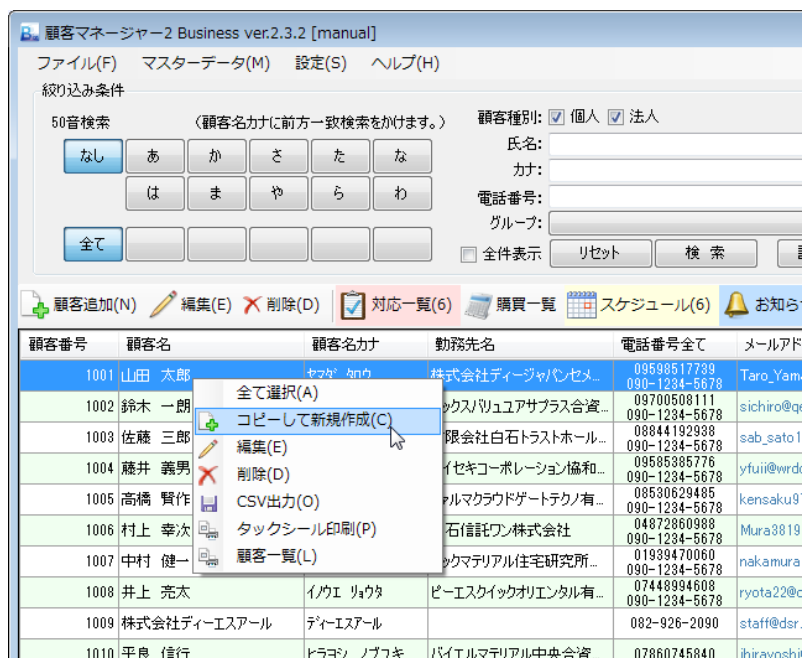 顧客マネージャー2 Business ver.2.3.2 [manual]
ファイル(F) マスターデータ(M) 設定(S) ヘルプ(H)
絞り込み条件
50音検索 (顧客名カナに前方一致検索をかけます。)
なし あ か さ た な
は ま や ら わ
全て
顧客種別: 個人 法人
氏名:
カナ:
電話番号:
グループ:
全件表示 リセット 検 索
顧客追加(N) 編集(E) 削除(D) 対応一覧(6) 購買一覧 スケジュール(6) お知ら
顧客番号 顧客名 顧客名カナ 勤務先名 電話番号全て メールアド
1001 山田 太郎 ヤマダ タロウ 株式会社ディージャパンセメ... 09598517739 090-1234-5678 Taro_Yam
1002 鈴木 一朗 ックスバリュユアサプラス合資... 09700508111 090-1234-5678 sichiro@qe
1003 佐藤 三郎 限会社白石トラストホール... 08844192938 090-1234-5678 sab_sato1
1004 藤井 義男 イセキコーポレーション協和... 09585385776 090-1234-5678 yfuii@wrdc
1005 高橋 賢作 ァルマクラウドゲートテクノ有... 08530629485 090-1234-5678 kensaku9
1006 村上 幸次 石信託ワン株式会社 04872860988 090-1234-5678 Mura3819
1007 中村 健一 ックマテリアル住宅研究所... 01939470060 090-1234-5678 nakamura
1008 井上 亮太 イノウエ リョウタ ピーエスクイックオリエンタル有... 07448994608 090-1234-5678 ryota22@c
1009 株式会社ディーエスアール ディーエスアール 082-926-2090 staff@dsr.
1010 平良 信行 ヒラヨシ ノブユキ バイエルマテリアル中央合資... 07860745840 ihirayoshi
全て選択(A)
コピーして新規作成(C)
編集(E)
削除(D)
CSV出力(O)
タックシール印刷(P)
顧客一覧(L)